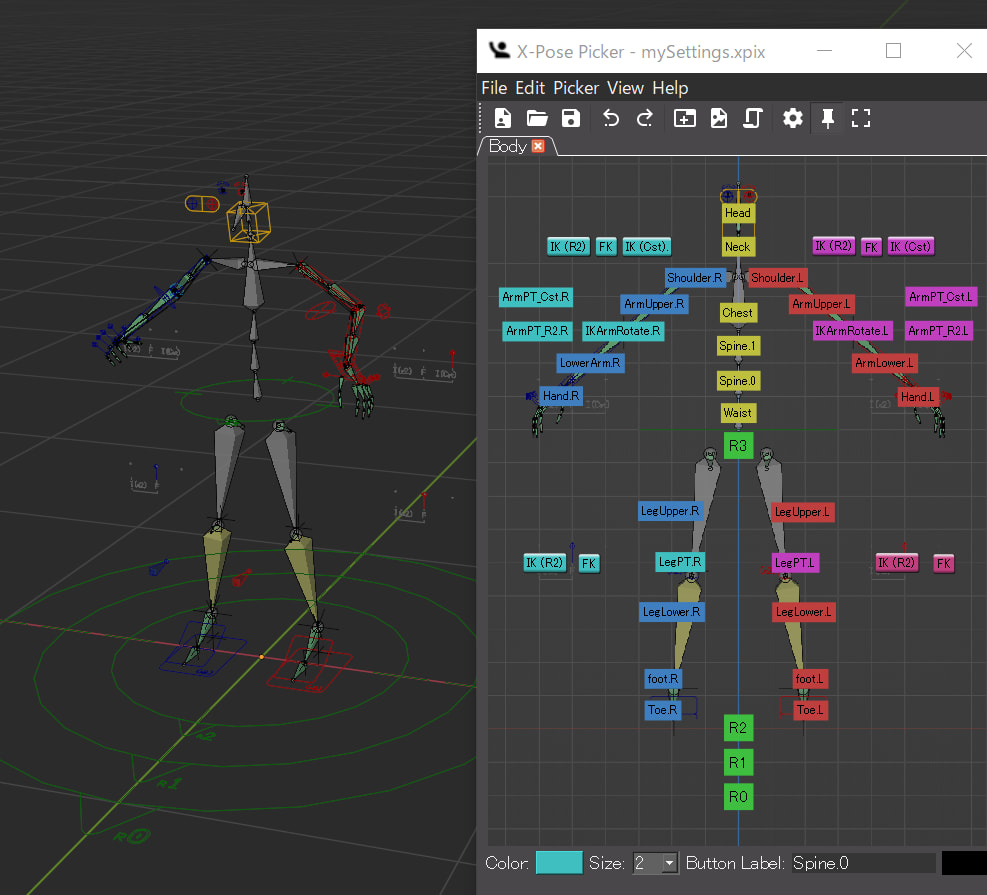 X-Pose Picker - mySettings.xpix
File Edit Picker View Help
Body
Head
IK (R2) FK IK (Cst). Neck IK (R2) FK IK (Cst)
Shoulder.R Shoulder.L
ArmPT_Cst.R ArmUpper.R ArmUpper.L ArmPT_Cst.L
Chest
ArmPT_R2.R IKArmRotate.R IKArmRotate.L ArmPT_R2.L
Spine.1
LowerArm.R ArmLower.L
Spine.0
Hand.R Hand.L
Waist
R3
LegUpper.R LegUpper.L
IK (R2) FK LegPT.R LegPT.L IK (R2) FK
LegLower.R LegLower.L
foot.R foot.L
Toe.R Toe.L
R2
R1
R0
Color: Size: 2 Button Label: Spine.0
R2
R1
R0